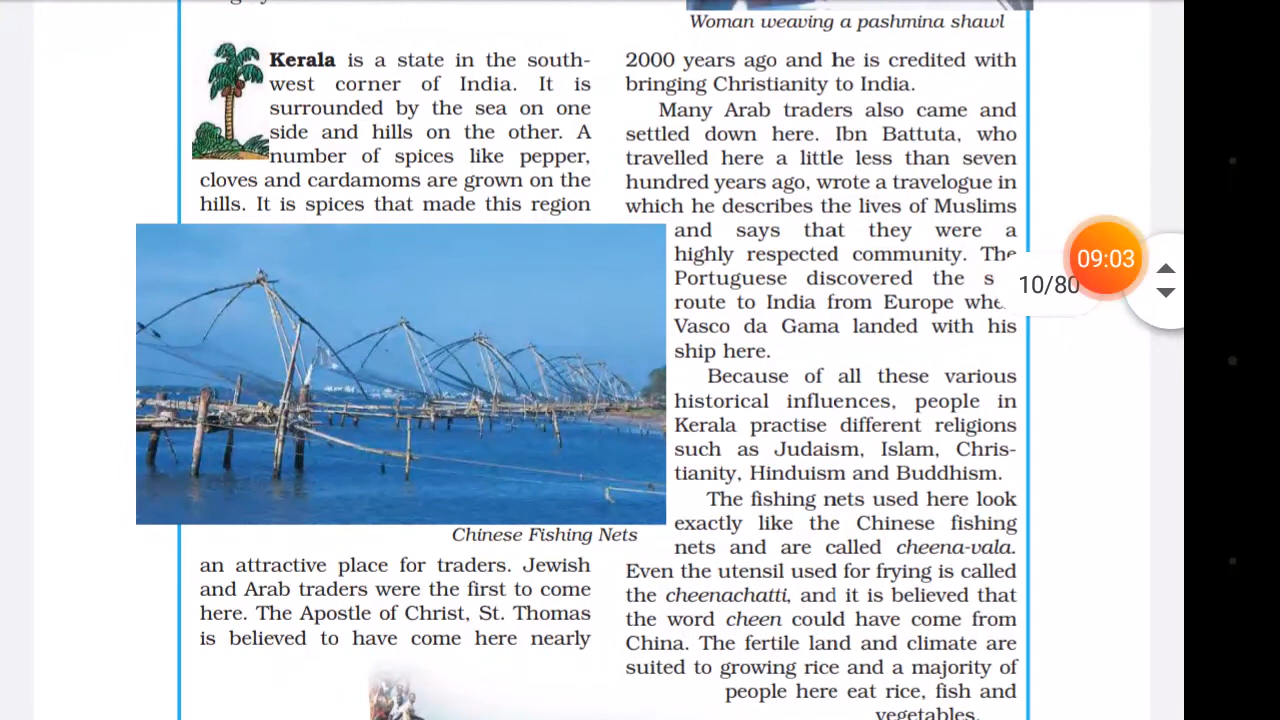 Woman weaving a pashmina shawl
Kerala is a state in the south-
west corner of India. It is
surrounded by the sea on one
side and hills on the other. A
number of spices like pepper,
cloves and cardamoms are grown on the
hills. It is spices that made this region
Chinese Fishing Nets
an attractive place for traders. Jewish
and Arab traders were the first to come
here. The Apostle of Christ, St. Thomas
is believed to have come here nearly
2000 years ago and he is credited with
bringing Christianity to India.
Many Arab traders also came and
settled down here. Ibn Battuta, who
travelled here a little less than seven
hundred years ago, wrote a travelogue in
which he describes the lives of Muslims
and says that they were a
highly respected community. The
Portuguese discovered the s
route to India from Europe whe
Vasco da Gama landed with his
ship here.
Because of all these various
historical influences, people in
Kerala practise different religions
such as Judaism, Islam, Chris-
tianity, Hinduism and Buddhism.
The fishing nets used here look
exactly like the Chinese fishing
nets and are called cheena-vala.
Even the utensil used for frying is called
the cheenachatti, and it is believed that
the word cheen could have come from
China. The fertile land and climate are
suited to growing rice and a majority of
people here eat rice, fish and
vegetables.
10/80
09:03